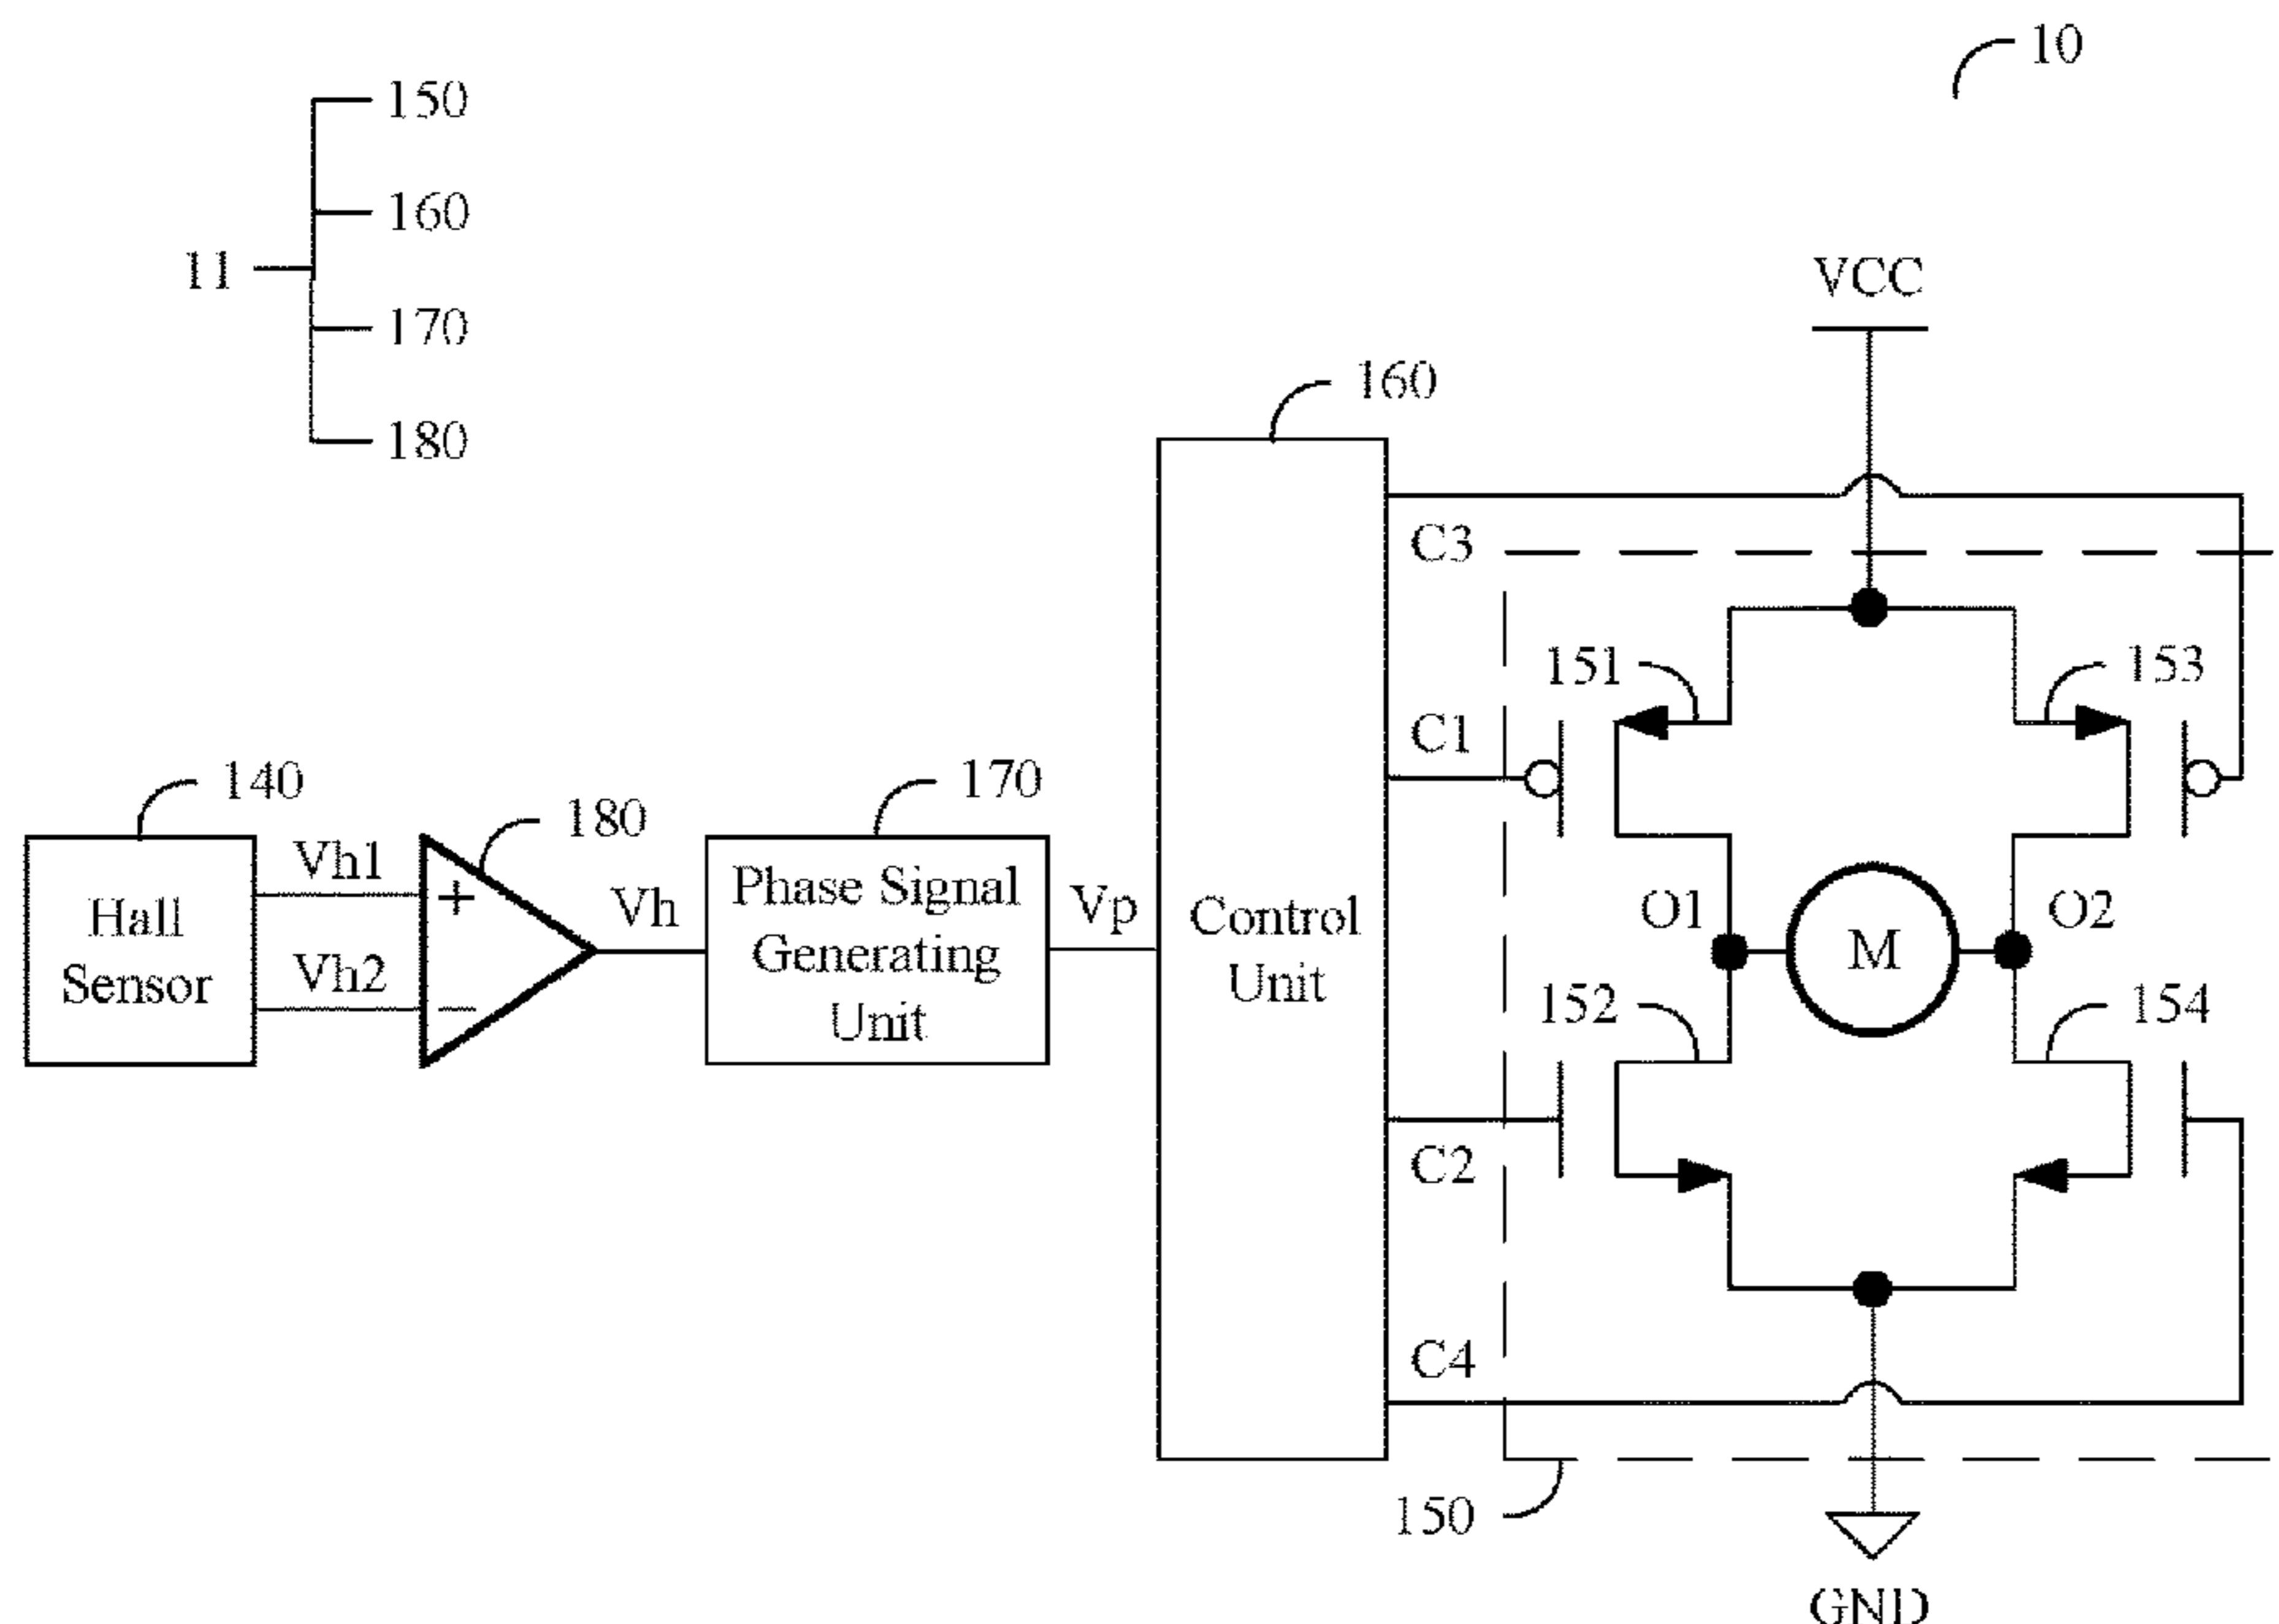 10
150
160
11
170
180
VCC
160
C3
151
153
C1
140
180
170
Vh1
Vh2
+
−
Hall
Sensor
Vh
Phase Signal
Generating
Unit
Vp
Control
Unit
O1
M
O2
152
154
C2
C4
150
GND